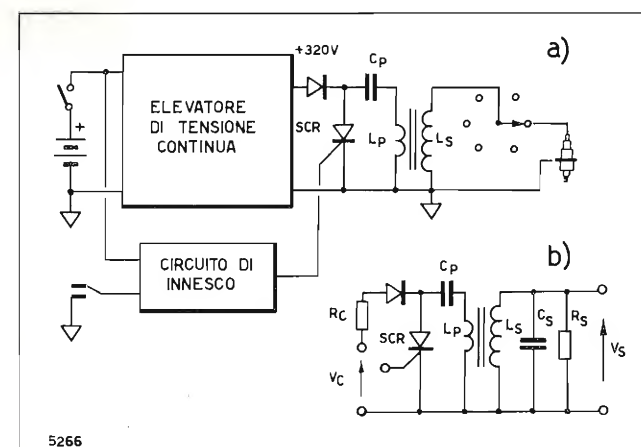 a)
+320V
CP
ELEVATORE
DI TENSIONE
CONTINUA
SCR
LP
LS
+
CIRCUITO DI
INNESCO
b)
CP
RC
SCR
LP
LS
CS
RS
VC
VS
5266